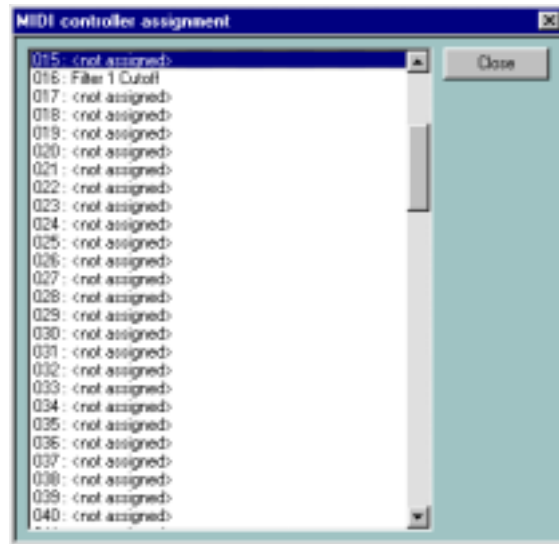 MIDI controller assignment
Close
015: <not assigned>
016: Filter 1 Cutoff
017: <not assigned>
018: <not assigned>
019: <not assigned>
020: <not assigned>
021: <not assigned>
022: <not assigned>
023: <not assigned>
024: <not assigned>
025: <not assigned>
026: <not assigned>
027: <not assigned>
028: <not assigned>
029: <not assigned>
030: <not assigned>
031: <not assigned>
032: <not assigned>
033: <not assigned>
034: <not assigned>
035: <not assigned>
036: <not assigned>
037: <not assigned>
038: <not assigned>
039: <not assigned>
040: <not assigned>